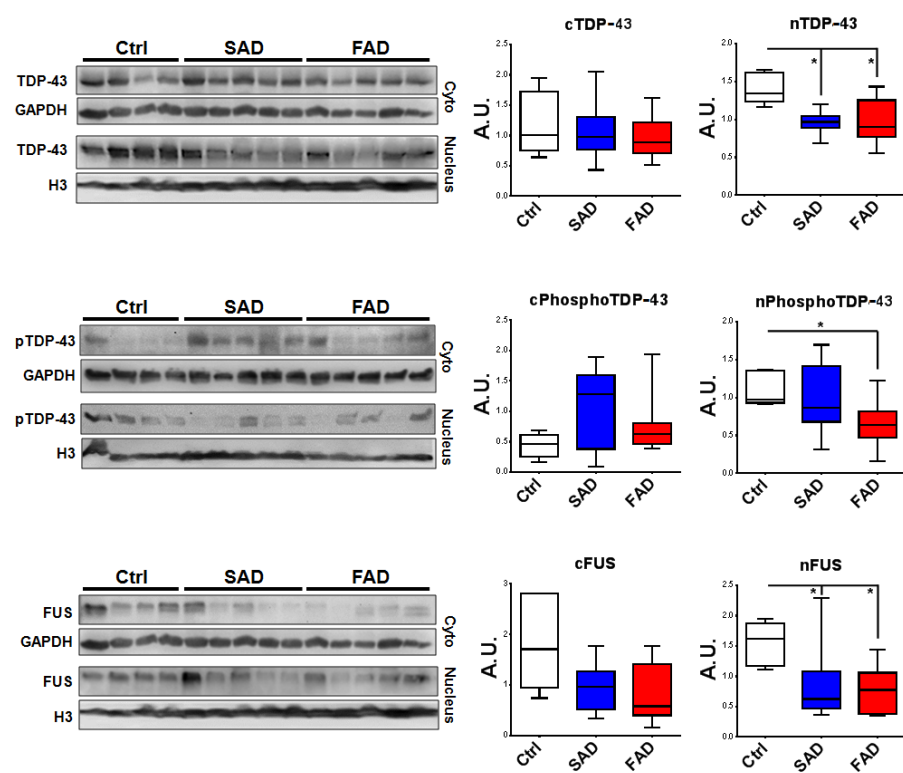 Ctrl SAD FAD
TDP-43
GAPDH
Cyto
TDP-43
H3
Nucleus
cTDP-43
A.U.
2.5
2.0
1.5
1.0
0.5
0.0
Ctrl SAD FAD
nTDP-43
A.U.
2.0
1.5
1.0
0.5
0.0
* *
Ctrl SAD FAD
Ctrl SAD FAD
pTDP-43
GAPDH
Cyto
pTDP-43
H3
Nucleus
cPhosphoTDP-43
A.U.
2.5
2.0
1.5
1.0
0.5
0.0
Ctrl SAD FAD
nPhosphoTDP-43
A.U.
2.0
1.5
1.0
0.5
0.0
*
Ctrl SAD FAD
Ctrl SAD FAD
FUS
GAPDH
Cyto
FUS
H3
Nucleus
cFUS
A.U.
3
2
1
0
Ctrl SAD FAD
nFUS
A.U.
2.5
2.0
1.5
1.0
0.5
0.0
* *
Ctrl SAD FAD